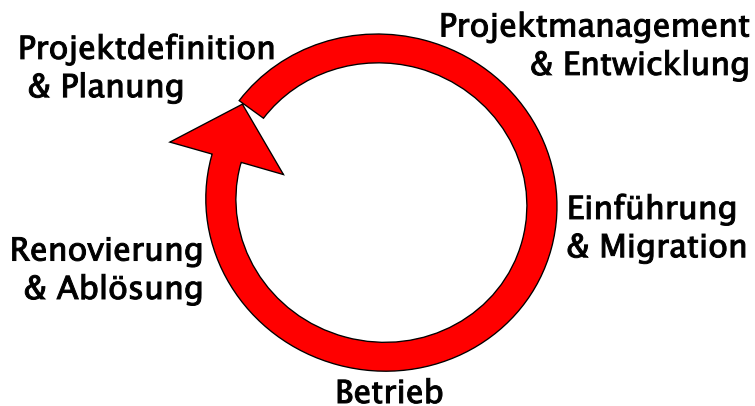 Projektdefinition
& Planung
Projektmanagement
& Entwicklung
Einführung
& Migration
Betrieb
Renovierung
& Ablösung